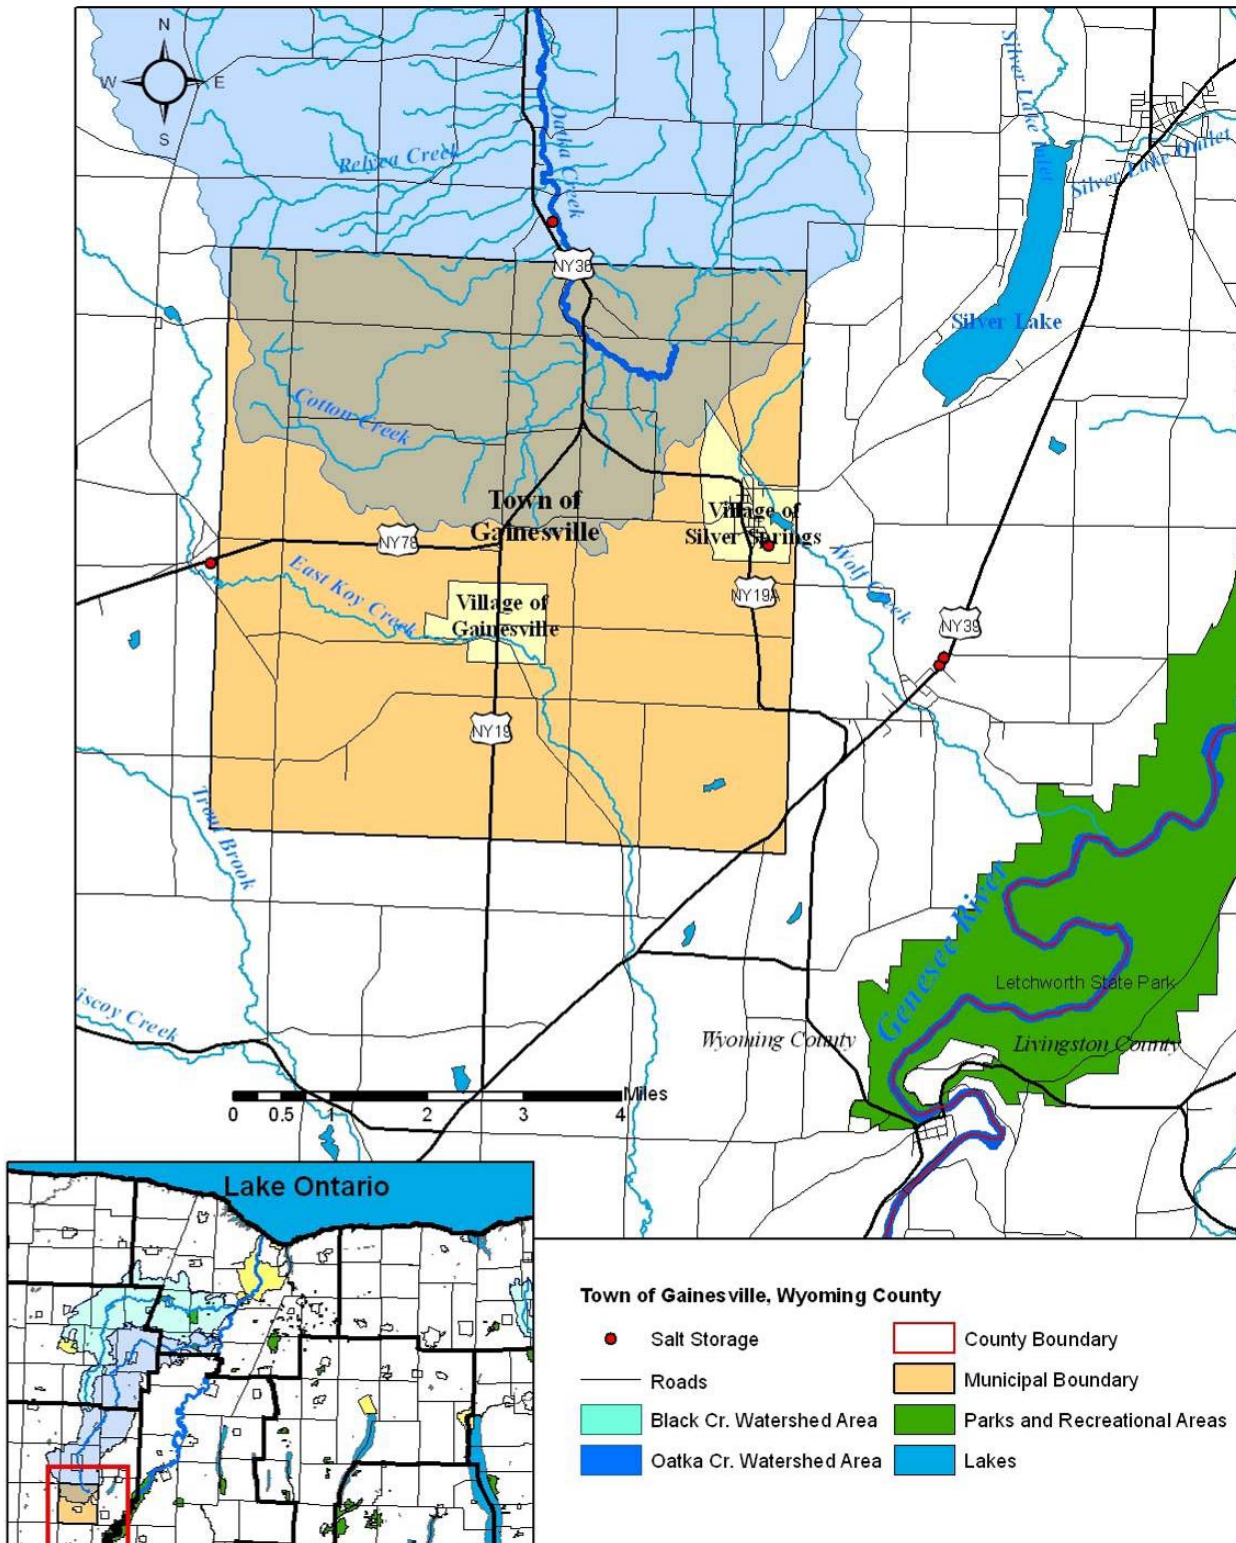 N
W E
S
Relyea Creek
Oatka Creek
Silver Lake Inlet
Silver Lake Outlet
NY36
Silver Lake
Cotton Creek
Town of
Gainesville
Village of
Silver Springs
NY78
Wolf Creek
East Koy Creek
Village of
Gainesville
NY19A
NY39
NY19
Trout Brook
Genesee River
Letchworth State Park
iscoy Creek
Wyoming County
Livingston County
Miles
0 0.5 1 2 3 4
Lake Ontario
Town of Gainesville, Wyoming County
Salt Storage
County Boundary
Roads
Municipal Boundary
Black Cr. Watershed Area
Parks and Recreational Areas
Oatka Cr. Watershed Area
Lakes